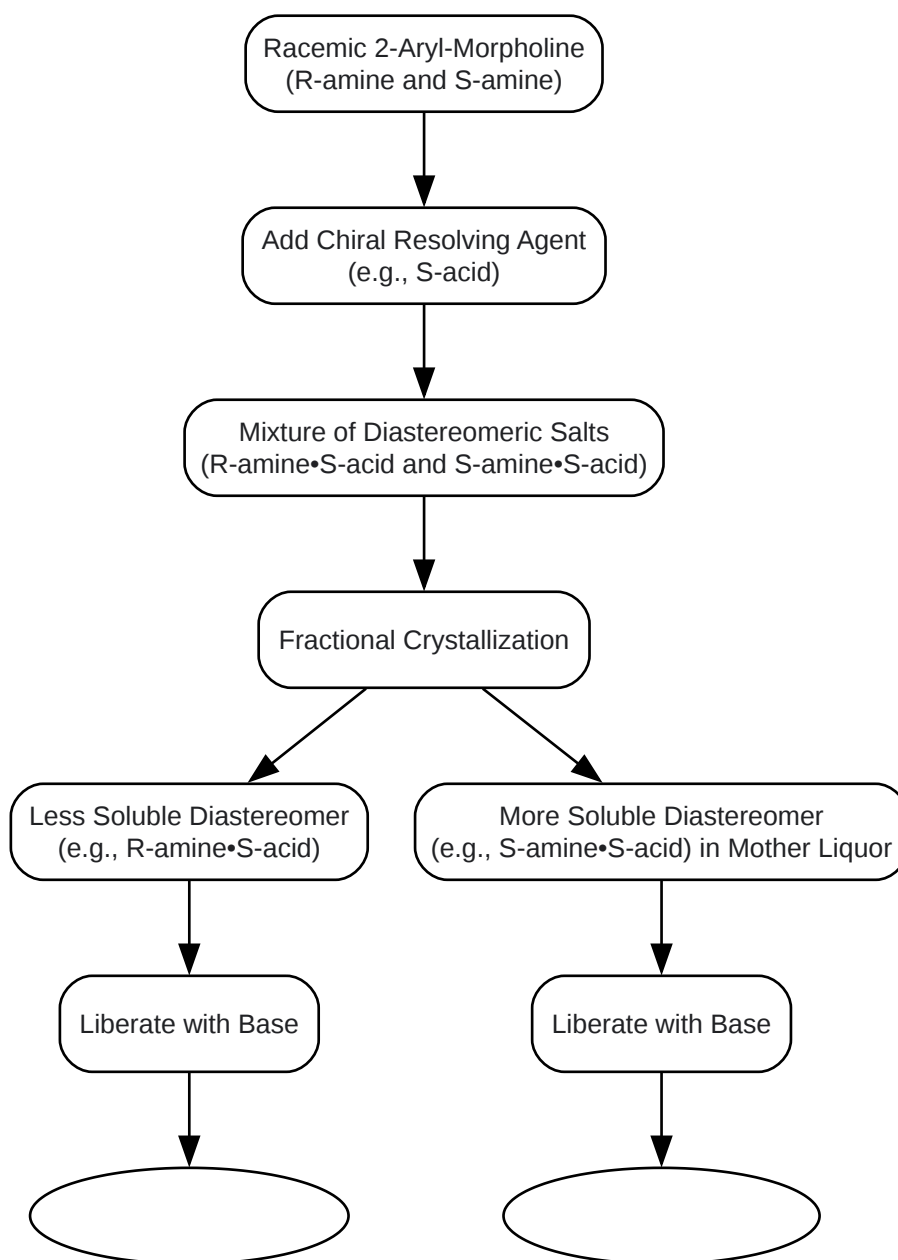 Racemic 2-Aryl-Morpholine
(R-amine and S-amine)
Add Chiral Resolving Agent
(e.g., S-acid)
Mixture of Diastereomeric Salts
(R-amine•S-acid and S-amine•S-acid)
Fractional Crystallization
Less Soluble Diastereomer
(e.g., R-amine•S-acid)
More Soluble Diastereomer
(e.g., S-amine•S-acid) in Mother Liquor
Liberate with Base
Liberate with Base